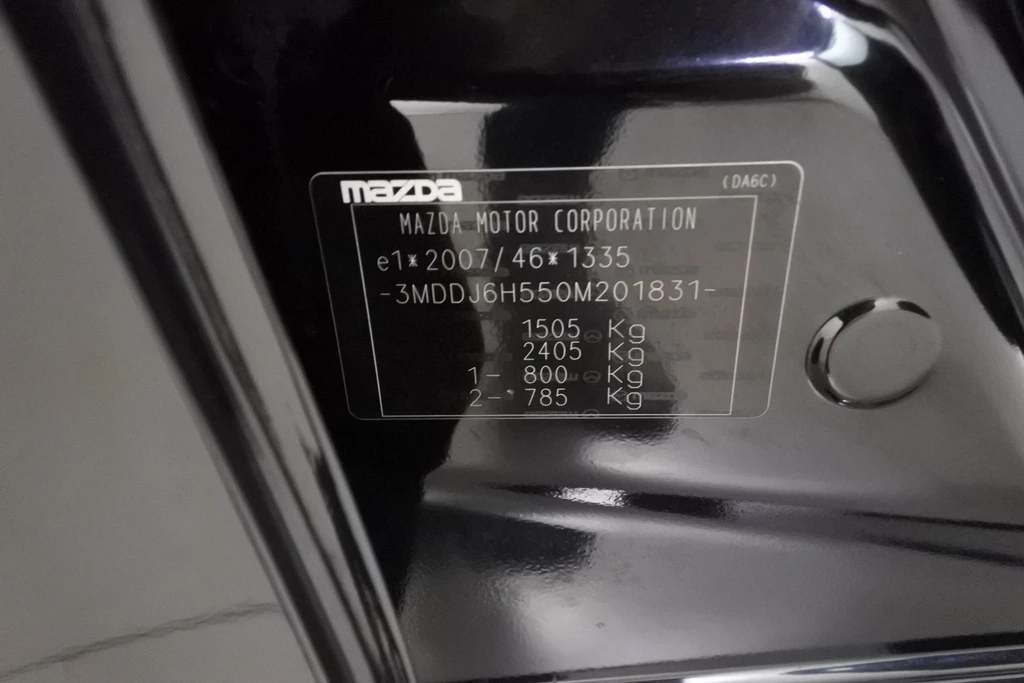 mazda
(DA6C)
MAZDA MOTOR CORPORATION
e1*2007/46*1335
-3MDDJ6H550M201831-
1505 Kg
2405 Kg
1- 800 Kg
2- 785 Kg